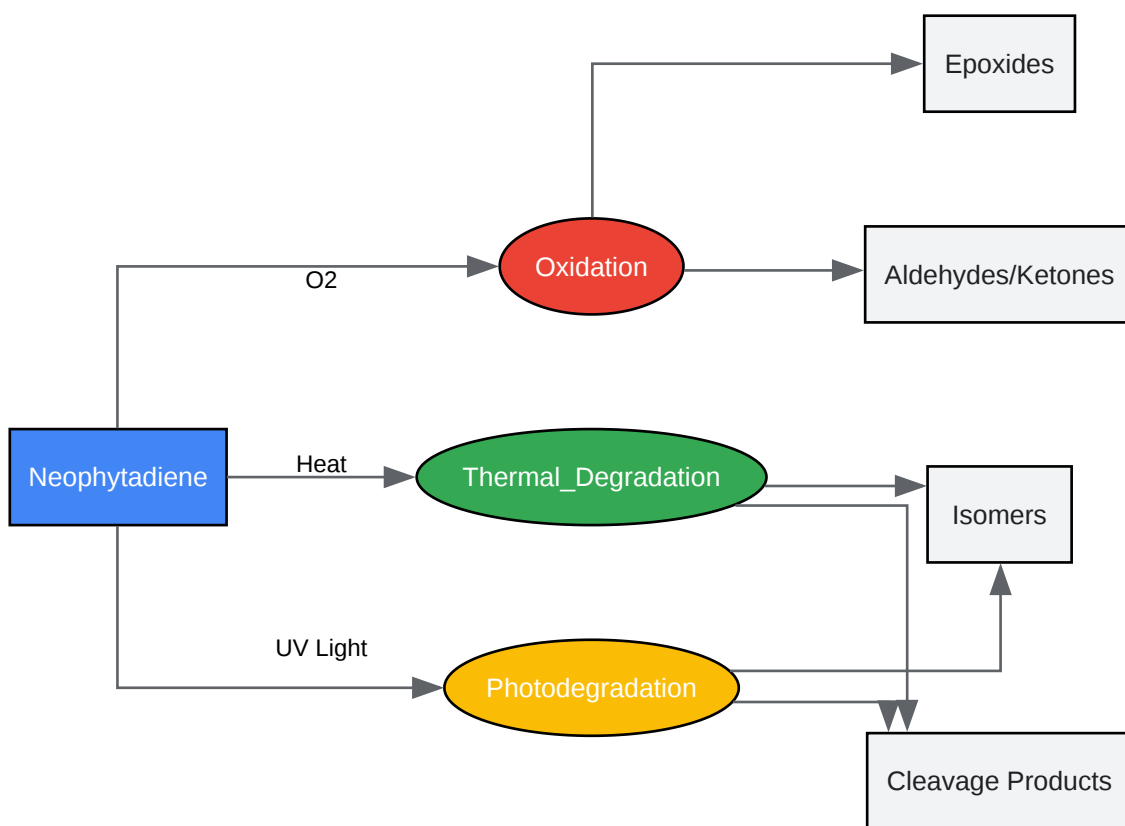 Epoxides
Oxidation
O2
Aldehydes/Ketones
Neophytadiene
Heat
Thermal_Degradation
Isomers
UV Light
Photodegradation
Cleavage Products